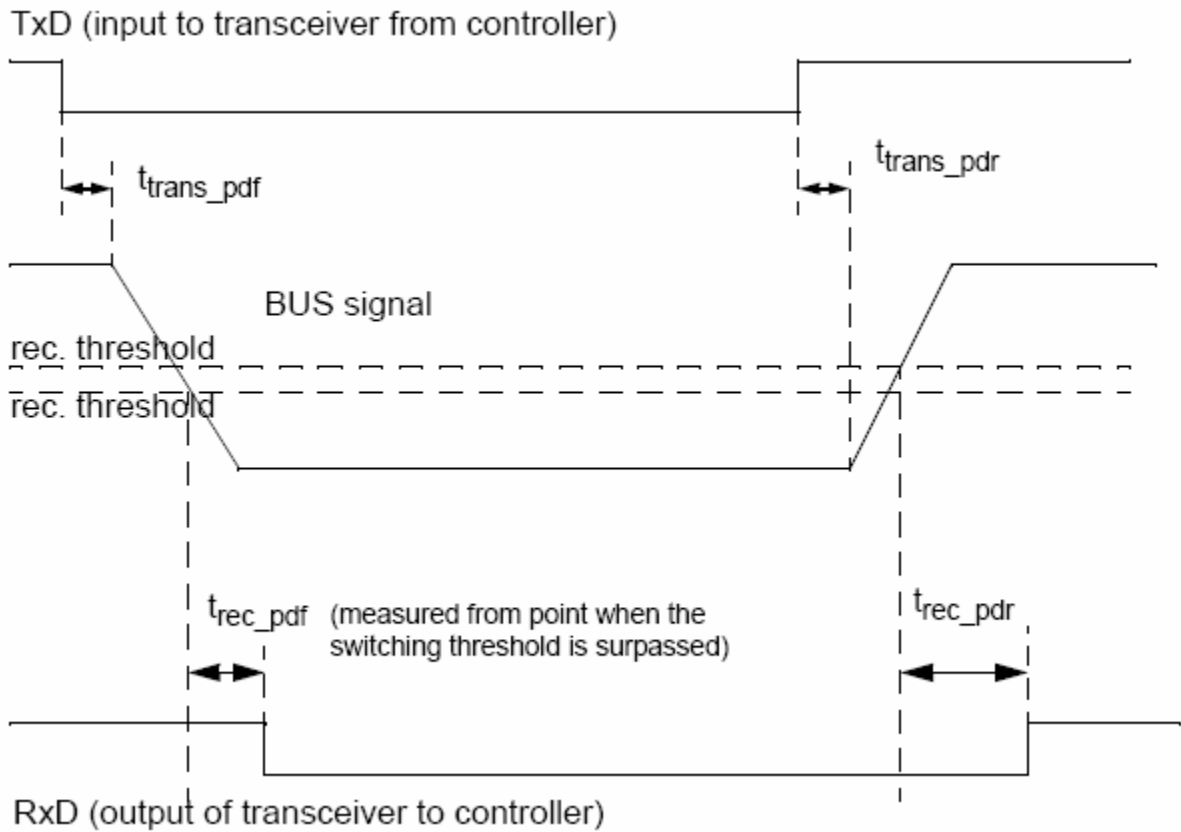 TxD (input to transceiver from controller)
ttrans_pdf
ttrans_pdr
BUS signal
rec. threshold
rec. threshold
trec_pdf (measured from point when the
switching threshold is surpassed)
trec_pdr
RxD (output of transceiver to controller)